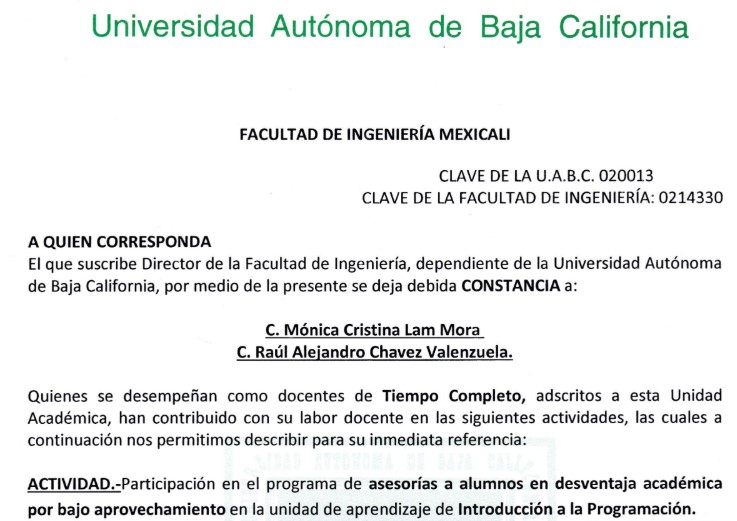 Universidad Autónoma de Baja California
FACULTAD DE INGENIERÍA MEXICALI
CLAVE DE LA U.A.B.C. 020013
CLAVE DE LA FACULTAD DE INGENIERÍA: 0214330
A QUIEN CORRESPONDA
El que suscribe Director de la Facultad de Ingeniería, dependiente de la Universidad Autónoma
de Baja California, por medio de la presente se deja debida CONSTANCIA a:
C. Mónica Cristina Lam Mora
C. Raúl Alejandro Chavez Valenzuela.
Quienes se desempeñan como docentes de Tiempo Completo, adscritos a esta Unidad
Académica, han contribuido con su labor docente en las siguientes actividades, las cuales a
continuación nos permitimos describir para su inmediata referencia:
IDAD AUTONOMA DE BAJA CALI
ACTIVIDAD.-Participación en el programa de asesorías a alumnos en desventaja académica
por bajo aprovechamiento en la unidad de aprendizaje de Introducción a la Programación.